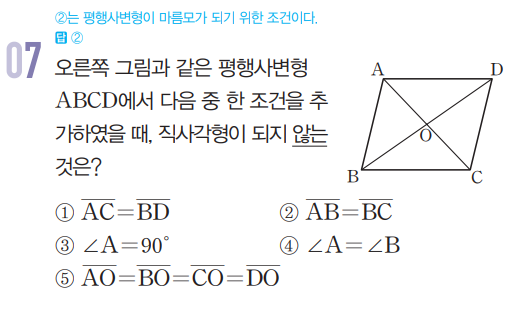 ②는 평행사변형이 마름모가 되기 위한 조건이다.
답 ②
07
오른쪽 그림과 같은 평행사변형
ABCD에서 다음 중 한 조건을 추
가하였을 때, 직사각형이 되지 않는
것은?
A D
O
B C
① AC=BD ② AB=BC
③ ∠A=90° ④ ∠A=∠B
⑤ AO=BO=CO=DO